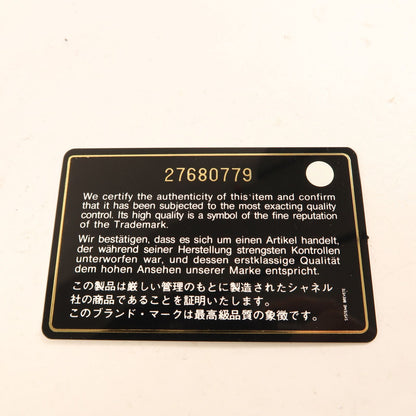 27680779
We certify the authenticity of this item and confirm
that it has been subjected to the most exacting quality
control. Its high quality is a symbol of the fine reputation
of the Trademark.
Wir bestätigen, dass es sich um einen Artikel handelt,
der während seiner Herstellung strengsten Kontrollen
unterworfen war, und dessen erstklassige Qualität
dem hohen Ansehen unserer Marke entspricht.
この製品は厳しい管理のもとに製造されたシャネル
社の商品であることを証明いたします。
このブランド・マークは最高級品質の象徴です。